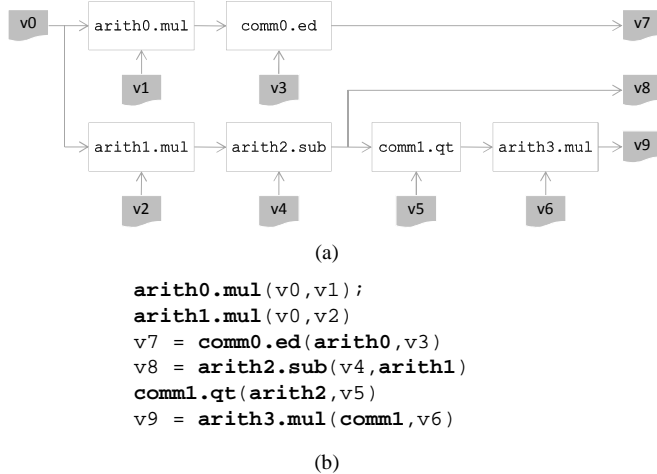 v0 arith0.mul comm0.ed v7
v1 v3 v8
arith1.mul arith2.sub comm1.qt arith3.mul v9
v2 v4 v5 v6
(a)
arith0.mul(v0,v1);
arith1.mul(v0,v2)
v7 = comm0.ed(arith0,v3)
v8 = arith2.sub(v4,arith1)
comm1.qt(arith2,v5)
v9 = arith3.mul(comm1,v6)
(b)